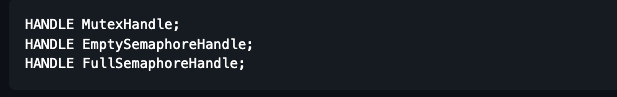 HANDLE MutexHandle;
HANDLE EmptySemaphoreHandle;
HANDLE FullSemaphoreHandle;